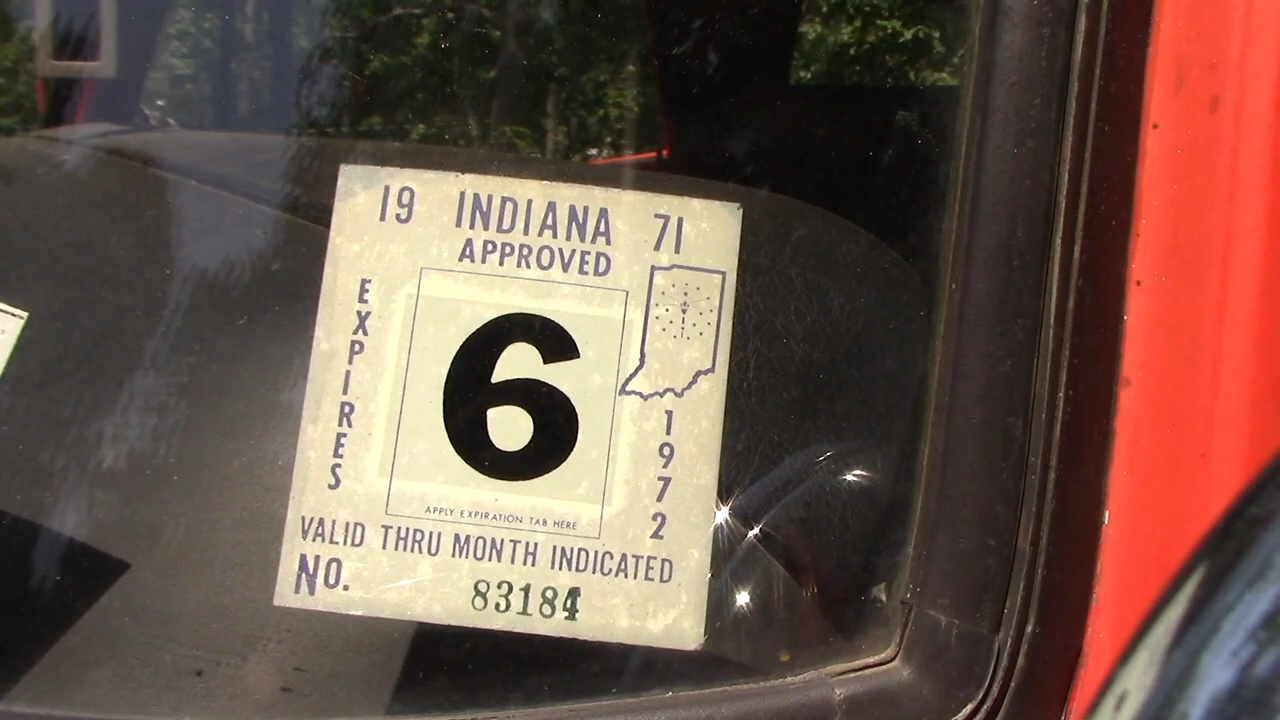 19 INDIANA 71
APPROVED
EXPIRES
6
1972
APPLY EXPIRATION TAB HERE
VALID THRU MONTH INDICATED
NO. 83184